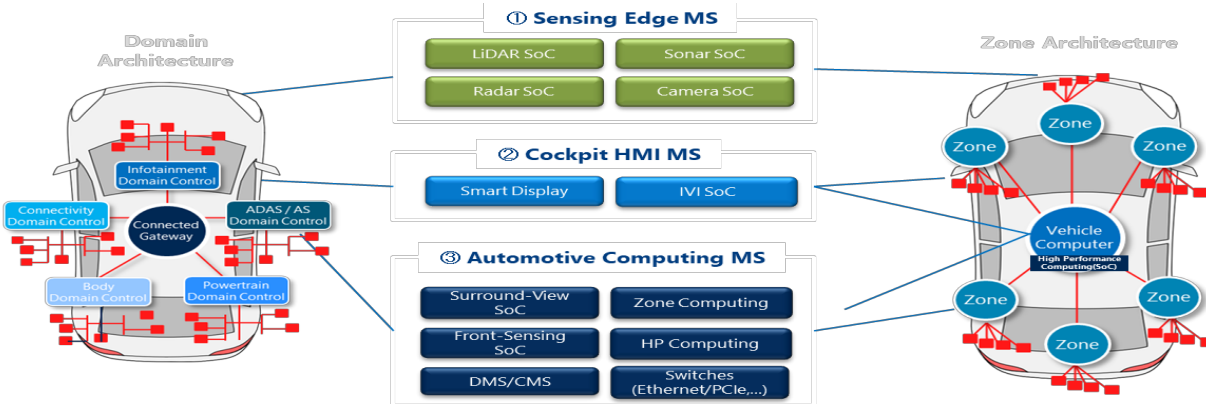 Domain
Architecture
Infotainment
Domain Control
Connectivity
Domain Control
ADAS / AS
Domain Control
Connected
Gateway
Body
Domain Control
Powertrain
Domain Control
① Sensing Edge MS
LiDAR SoC
Sonar SoC
Radar SoC
Camera SoC
② Cockpit HMI MS
Smart Display
IVI SoC
③ Automotive Computing MS
Surround-View
SoC
Zone Computing
Front-Sensing
SoC
HP Computing
DMS/CMS
Switches
(Ethernet/PCIe,...)
Zone Architecture
Zone
Zone
Zone
Vehicle
Computer
High Performance
Computing(SoC)
Zone
Zone
Zone